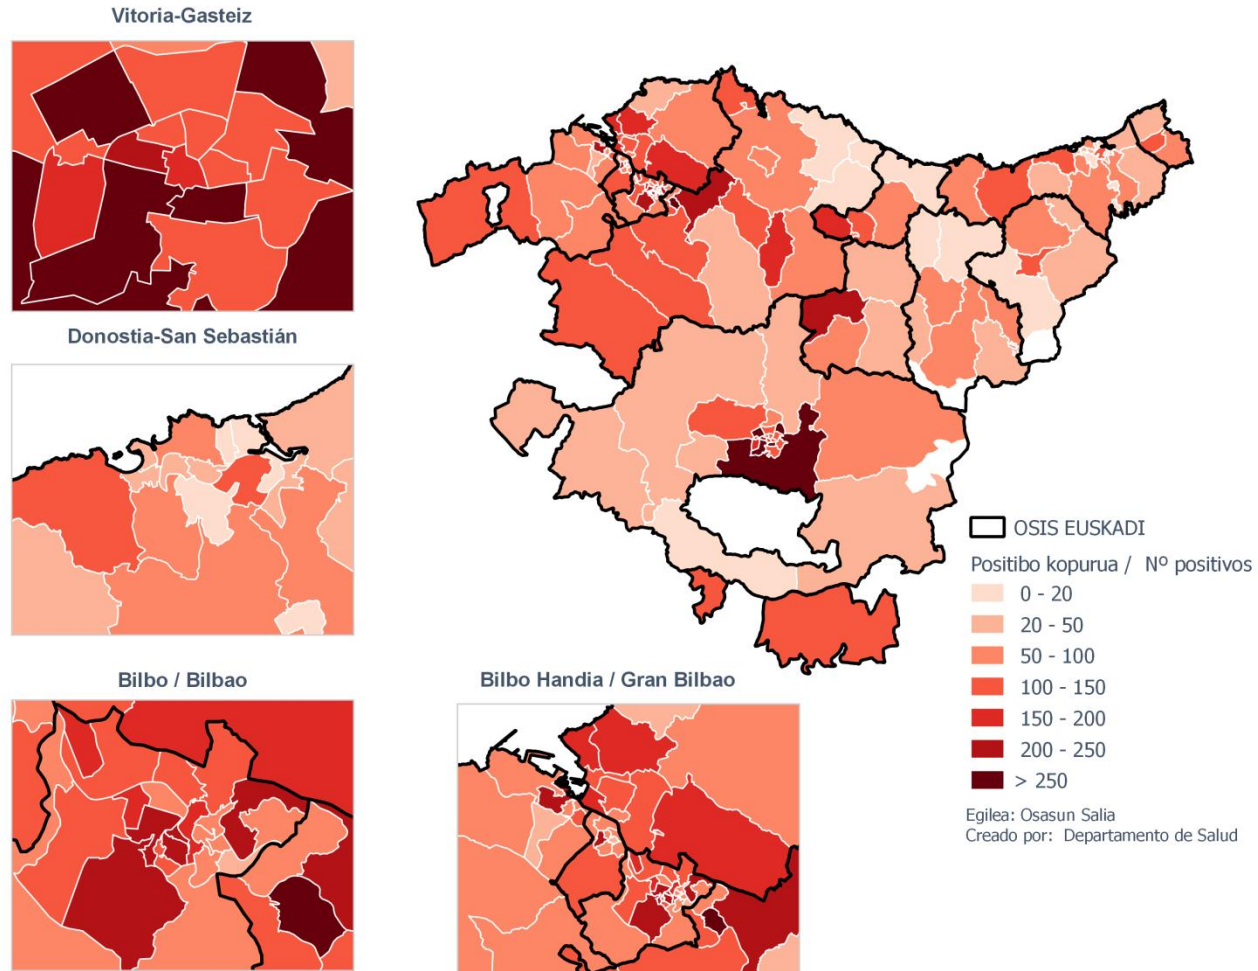 Vitoria-Gasteiz
Donostia-San Sebastián
Bilbo / Bilbao
Bilbo Handia / Gran Bilbao
OSIS EUSKADI
Positibo kopurua / Nº positivos
0 - 20
20 - 50
50 - 100
100 - 150
150 - 200
200 - 250
> 250
Egilea: Osasun Salia
Creado por: Departamento de Salud